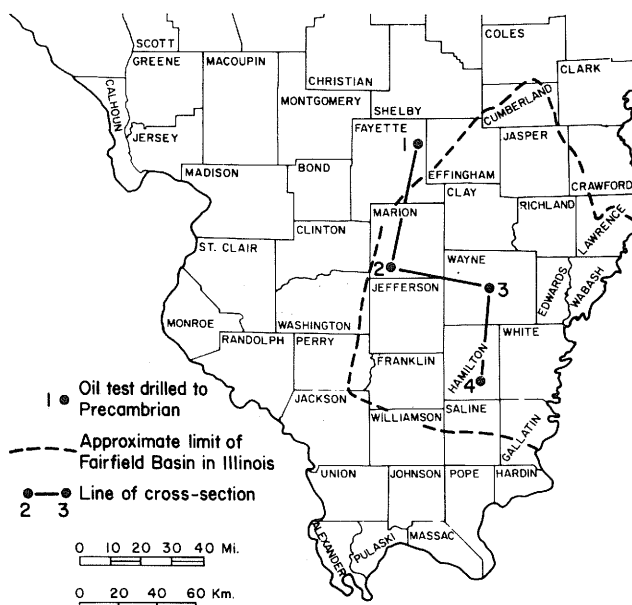 SCOTT
GREENE
MACOUPIN
CHRISTIAN
COLES
CLARK
CALHOUN
JERSEY
MONTGOMERY
SHELBY
CUMBERLAND
FAYETTE
JASPER
MADISON
BOND
1
EFFINGHAM
CRAWFORD
CLAY
MARION
RICHLAND
LAWRENCE
CLINTON
ST. CLAIR
2
WAYNE
3
EDWARDS
WABASH
JEFFERSON
MONROE
WASHINGTON
RANDOLPH
PERRY
WHITE
FRANKLIN
HAMILTON
4
JACKSON
WILLIAMSON
SALINE
GALLATIN
UNION
JOHNSON
POPE
HARDIN
ALEXANDER
PULASKI
MASSAC
1 Oil test drilled to
Precambrian
Approximate limit of
Fairfield Basin in Illinois
2 3 Line of cross-section
0 10 20 30 40 Mi.
0 20 40 60 Km.